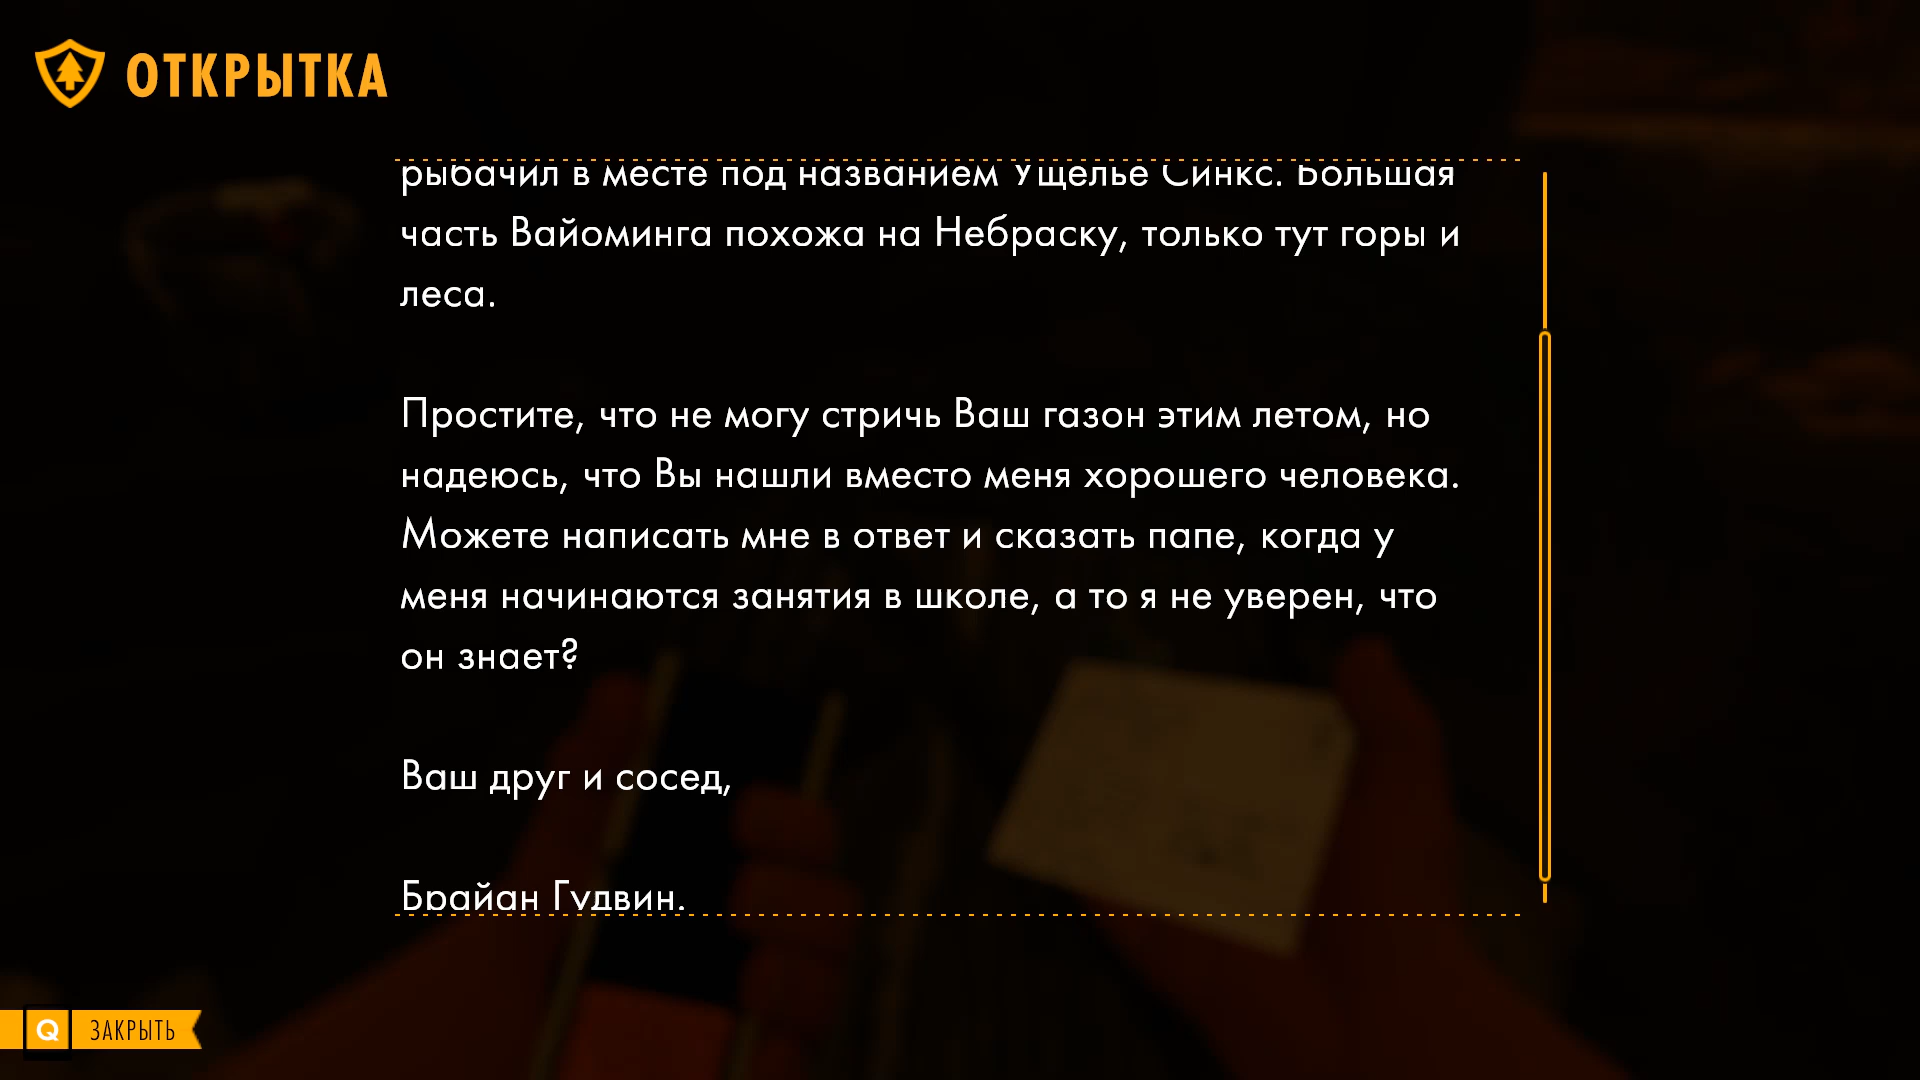 ОТКРЫТКА
рыбачил в месте под названием Ущелье Синкс. Большая
часть Вайоминга похожа на Небраску, только тут горы и
леса.
Простите, что не могу стричь Ваш газон этим летом, но
надеюсь, что Вы нашли вместо меня хорошего человека.
Можете написать мне в ответ и сказать папе, когда у
меня начинаются занятия в школе, а то я не уверен, что
он знает?
Ваш друг и сосед,
Брайан Гудвин.
Q ЗАКРЫТЬ